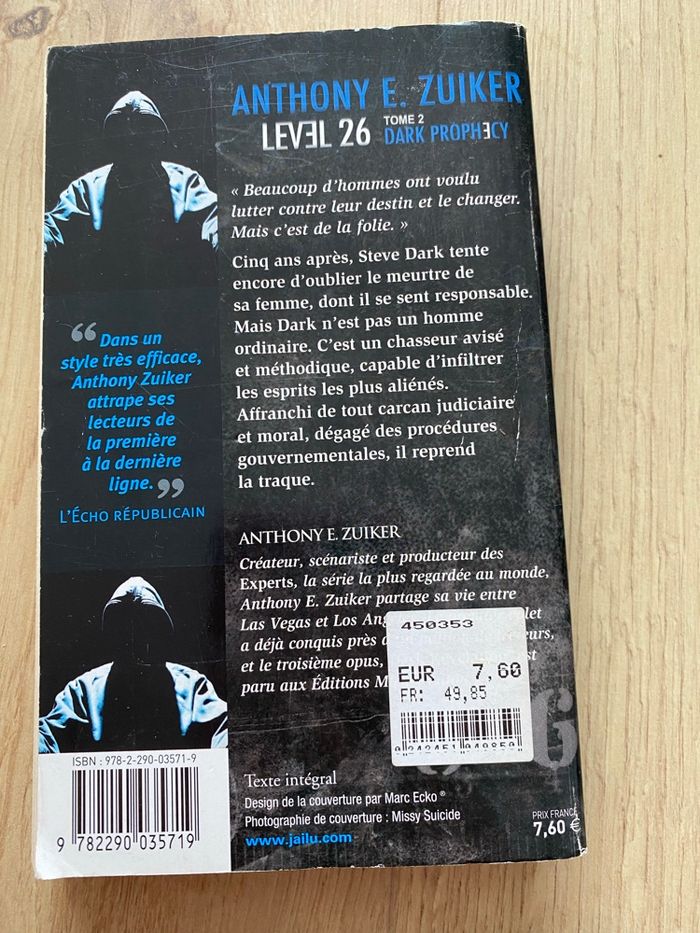 ANTHONY E. ZUIKER
LEVEL 26 TOME 2 DARK PROPHECY
« Beaucoup d'hommes ont voulu
lutter contre leur destin et le changer.
Mais c'est de la folie. »
Cinq ans après, Steve Dark tente
encore d'oublier le meurtre de
sa femme, dont il se sent responsable.
Mais Dark n'est pas un homme
ordinaire. C'est un chasseur avisé
et méthodique, capable d'infiltrer
les esprits les plus aliénés.
Affranchi de tout carcan judiciaire
et moral, dégagé des procédures
gouvernementales, il reprend
la traque.
“ Dans un
style très efficace,
Anthony Zuiker
attrape ses
lecteurs de
la première
à la dernière
ligne. ”
L'ÉCHO RÉPUBLICAIN
ANTHONY E. ZUIKER
Créateur, scénariste et producteur des
Experts, la série la plus regardée au monde,
Anthony E. Zuiker partage sa vie entre
Las Vegas et Los
a déjà conquis près
et le troisième opus,
paru aux Éditions
450353
EUR 7,60
FR: 49,85
Texte intégral
Design de la couverture par Marc Ecko ®
Photographie de couverture : Missy Suicide
www.jailu.com
PRIX FRANCE
7,60 €
ISBN : 978-2-290-03571-9
9 782290 035719